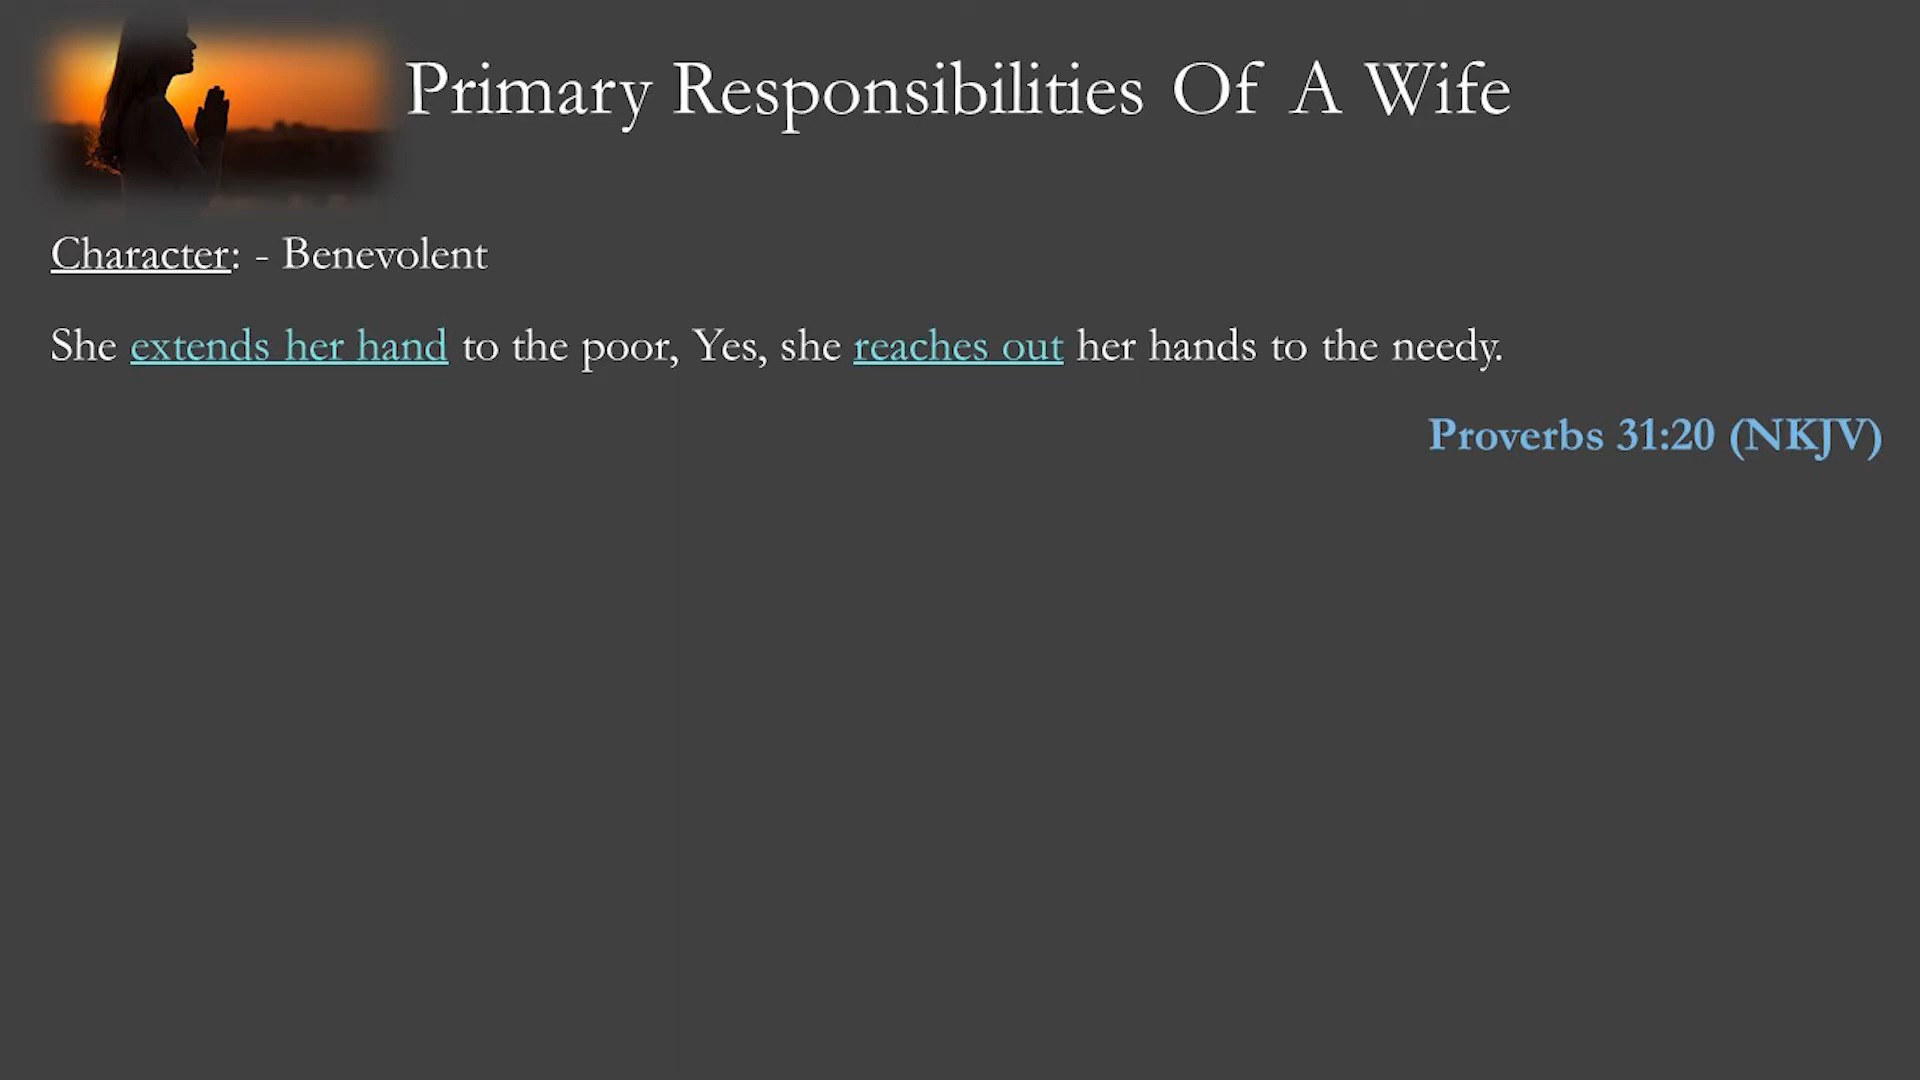 Primary Responsibilities Of A Wife
Character: - Benevolent
She extends her hand to the poor, Yes, she reaches out her hands to the needy.
Proverbs 31:20 (NKJV)